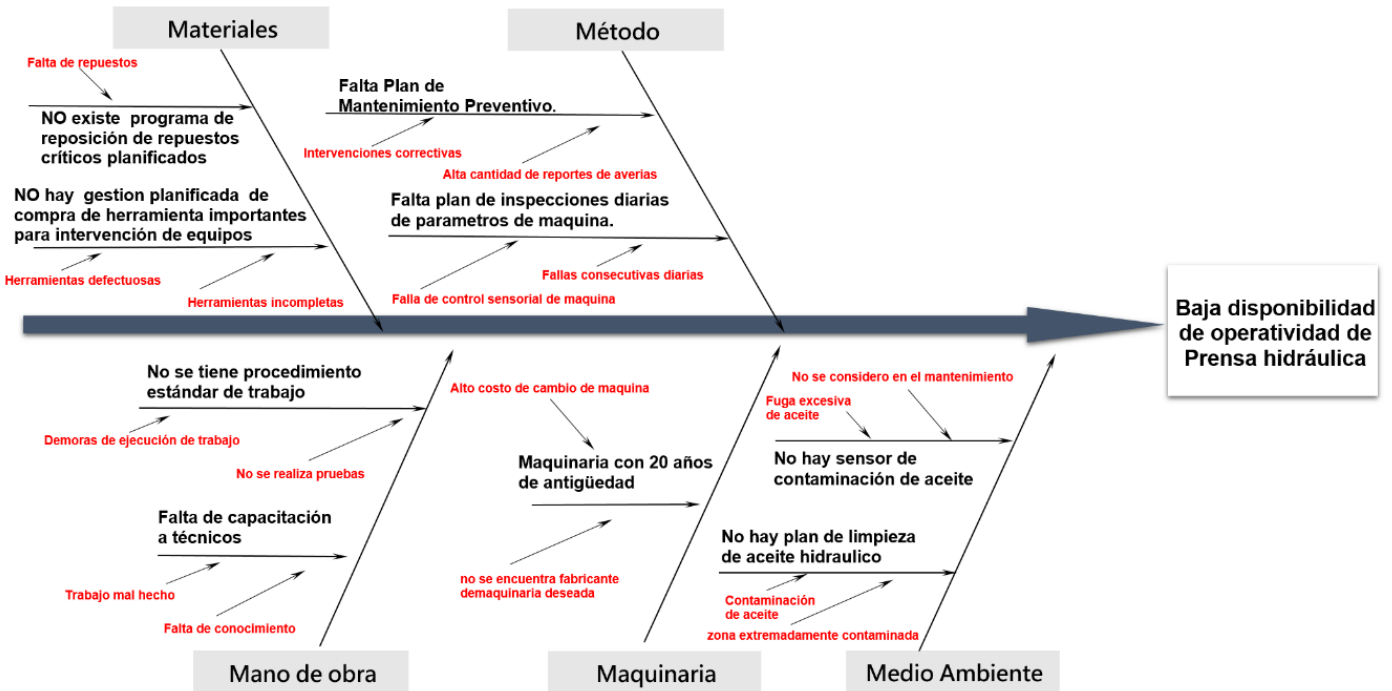 Materiales
Método
Falta de repuestos
NO existe programa de
reposición de repuestos
críticos planificados
NO hay gestion planificada de
compra de herramienta importantes
para intervención de equipos
Herramientas defectuosas
Herramientas incompletas
Falta Plan de
Mantenimiento Preventivo.
Intervenciones correctivas
Alta cantidad de reportes de averias
Falta plan de inspecciones diarias
de parametros de maquina.
Fallas consecutivas diarias
Falla de control sensorial de maquina
Baja disponibilidad
de operatividad de
Prensa hidráulica
No se tiene procedimiento
estándar de trabajo
Demoras de ejecución de trabajo
No se realiza pruebas
Falta de capacitación
a técnicos
Trabajo mal hecho
Falta de conocimiento
Alto costo de cambio de maquina
Maquinaria con 20 años
de antigüedad
no se encuentra fabricante
demaquinaria deseada
No se considero en el mantenimiento
Fuga excesiva
de aceite
No hay sensor de
contaminación de aceite
No hay plan de limpieza
de aceite hidraulico
Contaminación
de aceite
zona extremadamente contaminada
Mano de obra
Maquinaria
Medio Ambiente